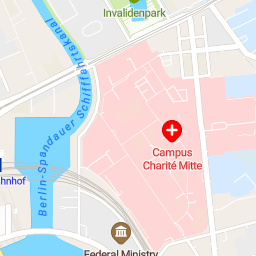 Invalidenpark
Berlin-Spandauer Schifffahrtskanal
Campus
Charité Mitte
hnhof
Federal Ministry